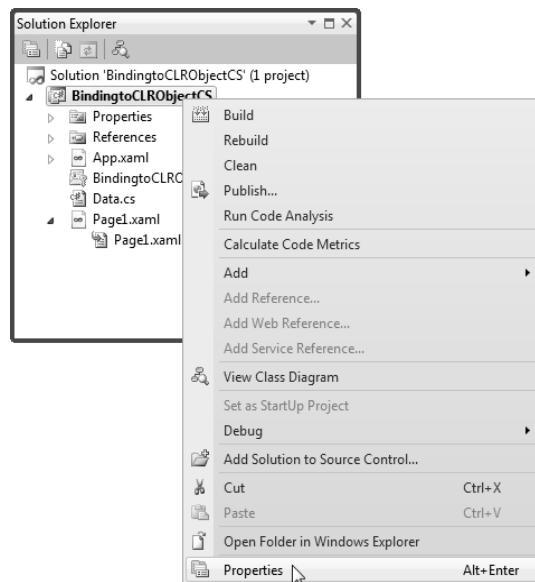 Solution Explorer
Solution 'BindingtoCLRObjectCS' (1 project)
BindingtoCLRObjectCS
Properties
References
App.xaml
BindingtoCLRO
Data.cs
Page1.xaml
Page1.xaml
Build
Rebuild
Clean
Publish...
Run Code Analysis
Calculate Code Metrics
Add
Add Reference...
Add Web Reference...
Add Service Reference...
View Class Diagram
Set as StartUp Project
Debug
Add Solution to Source Control...
Cut Ctrl+X
Paste Ctrl+V
Open Folder in Windows Explorer
Properties Alt+Enter